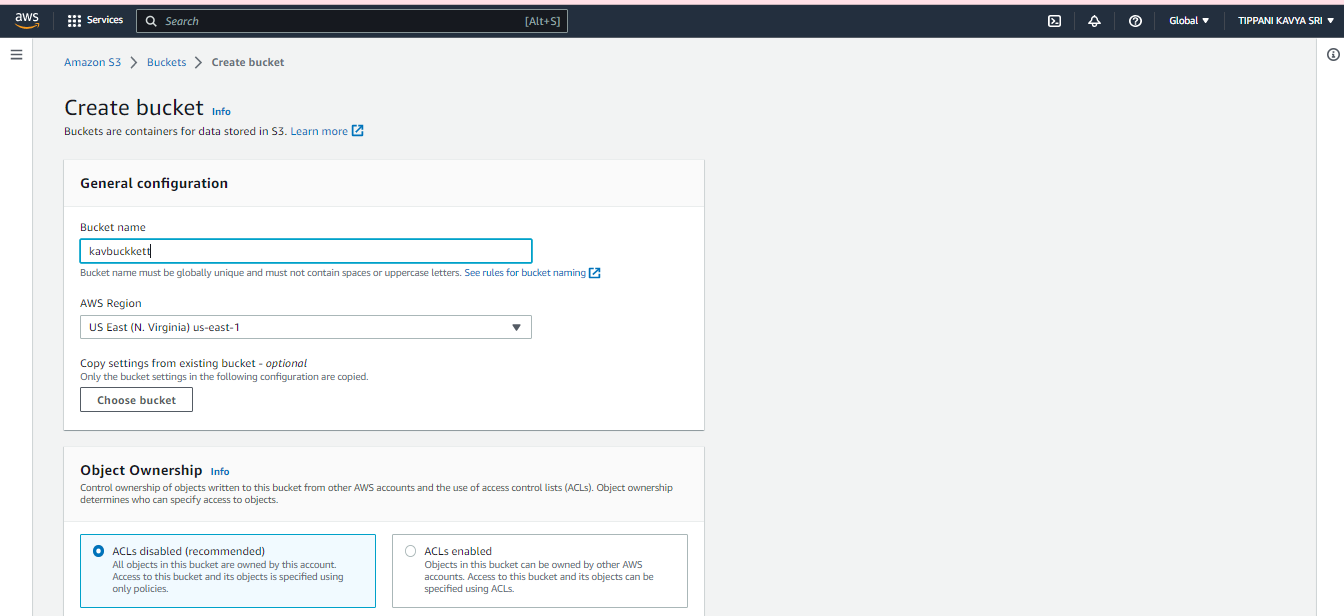 aws Services Search [Alt+S] Global TIPPANI KAVYA SRI
Amazon S3 Buckets Create bucket
Create bucket Info
Buckets are containers for data stored in S3. Learn more
General configuration
Bucket name
kavbuckkett
Bucket name must be globally unique and must not contain spaces or uppercase letters. See rules for bucket naming
AWS Region
US East (N. Virginia) us-east-1
Copy settings from existing bucket - optional
Only the bucket settings in the following configuration are copied.
Choose bucket
Object Ownership Info
Control ownership of objects written to this bucket from other AWS accounts and the use of access control lists (ACLs). Object ownership
determines who can specify access to objects.
ACLs disabled (recommended)
All objects in this bucket are owned by this account.
Access to this bucket and its objects is specified using
only policies.
ACLs enabled
Objects in this bucket can be owned by other AWS
accounts. Access to this bucket and its objects can be
specified using ACLs.